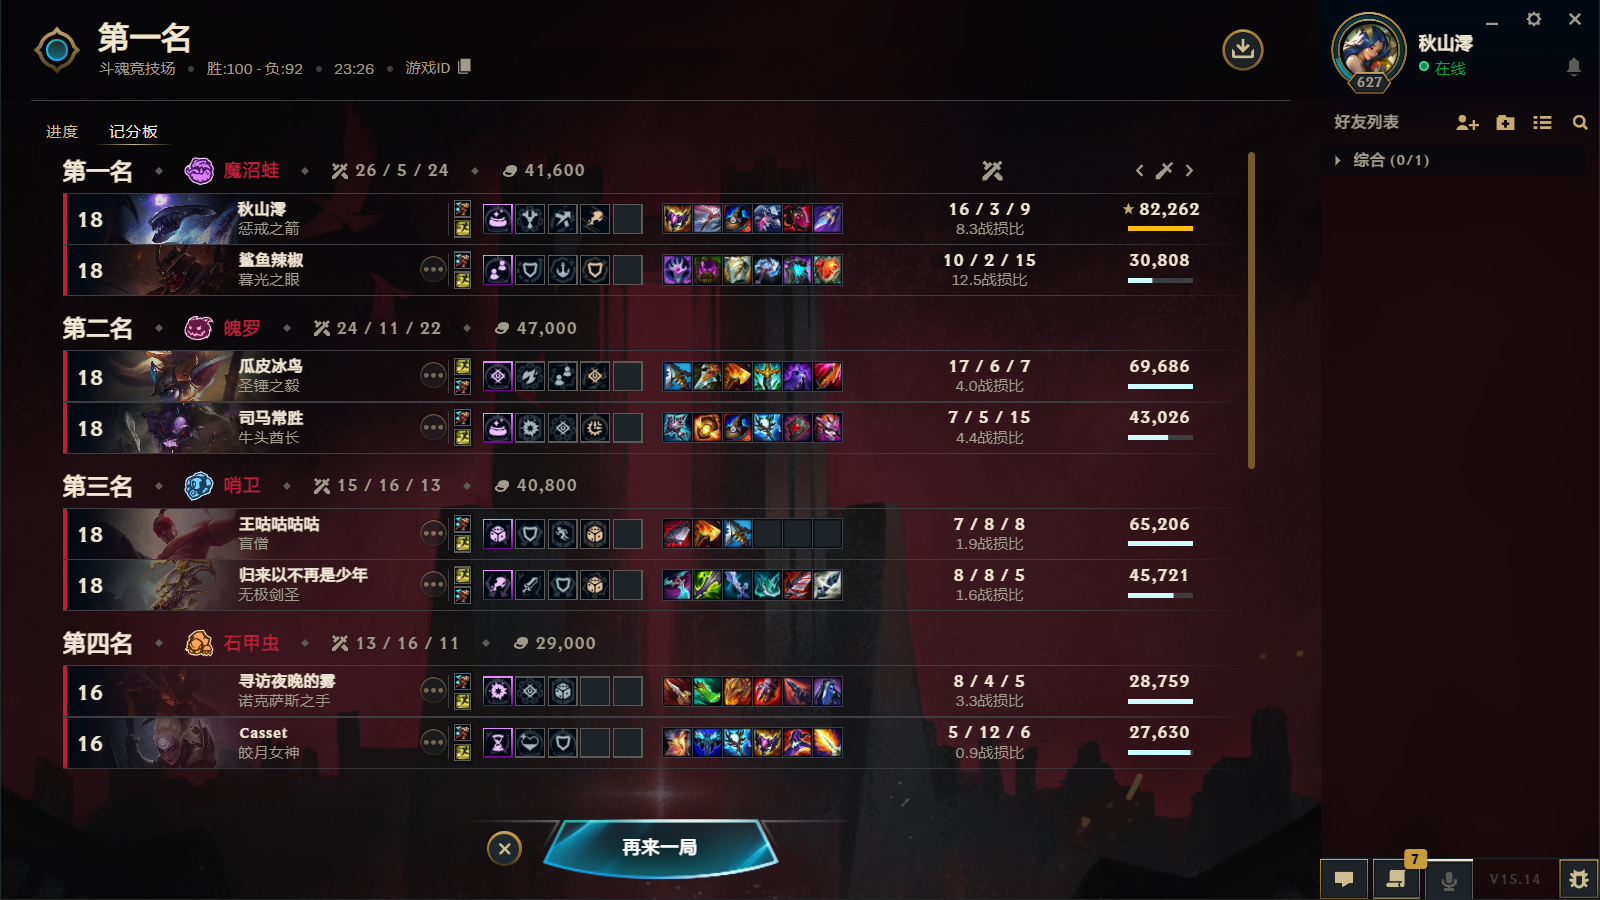 第一名
斗魂竞技场 • 胜:100 - 负:92 • 23:26 • 游戏ID
进度 记分板
第一名 魔沼蛙 26 / 5 / 24 41,600
18 秋山澪 惩戒之箭 16 / 3 / 9 8.3战损比 82,262
18 鲨鱼辣椒 暮光之眼 10 / 2 / 15 12.5战损比 30,808
第二名 魄罗 24 / 11 / 22 47,000
18 瓜皮冰鸟 圣锤之毅 17 / 6 / 7 4.0战损比 69,686
18 司马常胜 牛头酋长 7 / 5 / 15 4.4战损比 43,026
第三名 哨卫 15 / 16 / 13 40,800
18 王咕咕咕咕 盲僧 7 / 8 / 8 1.9战损比 65,206
18 归来以不再是少年 无极剑圣 8 / 8 / 5 1.6战损比 45,721
第四名 石甲虫 13 / 16 / 11 29,000
16 寻访夜晚的雾 诺克萨斯之手 8 / 4 / 5 3.3战损比 28,759
16 Casset 皎月女神 5 / 12 / 6 0.9战损比 27,630
再来一局
秋山澪
在线
627
好友列表
综合 (0/1)
7
V15.14